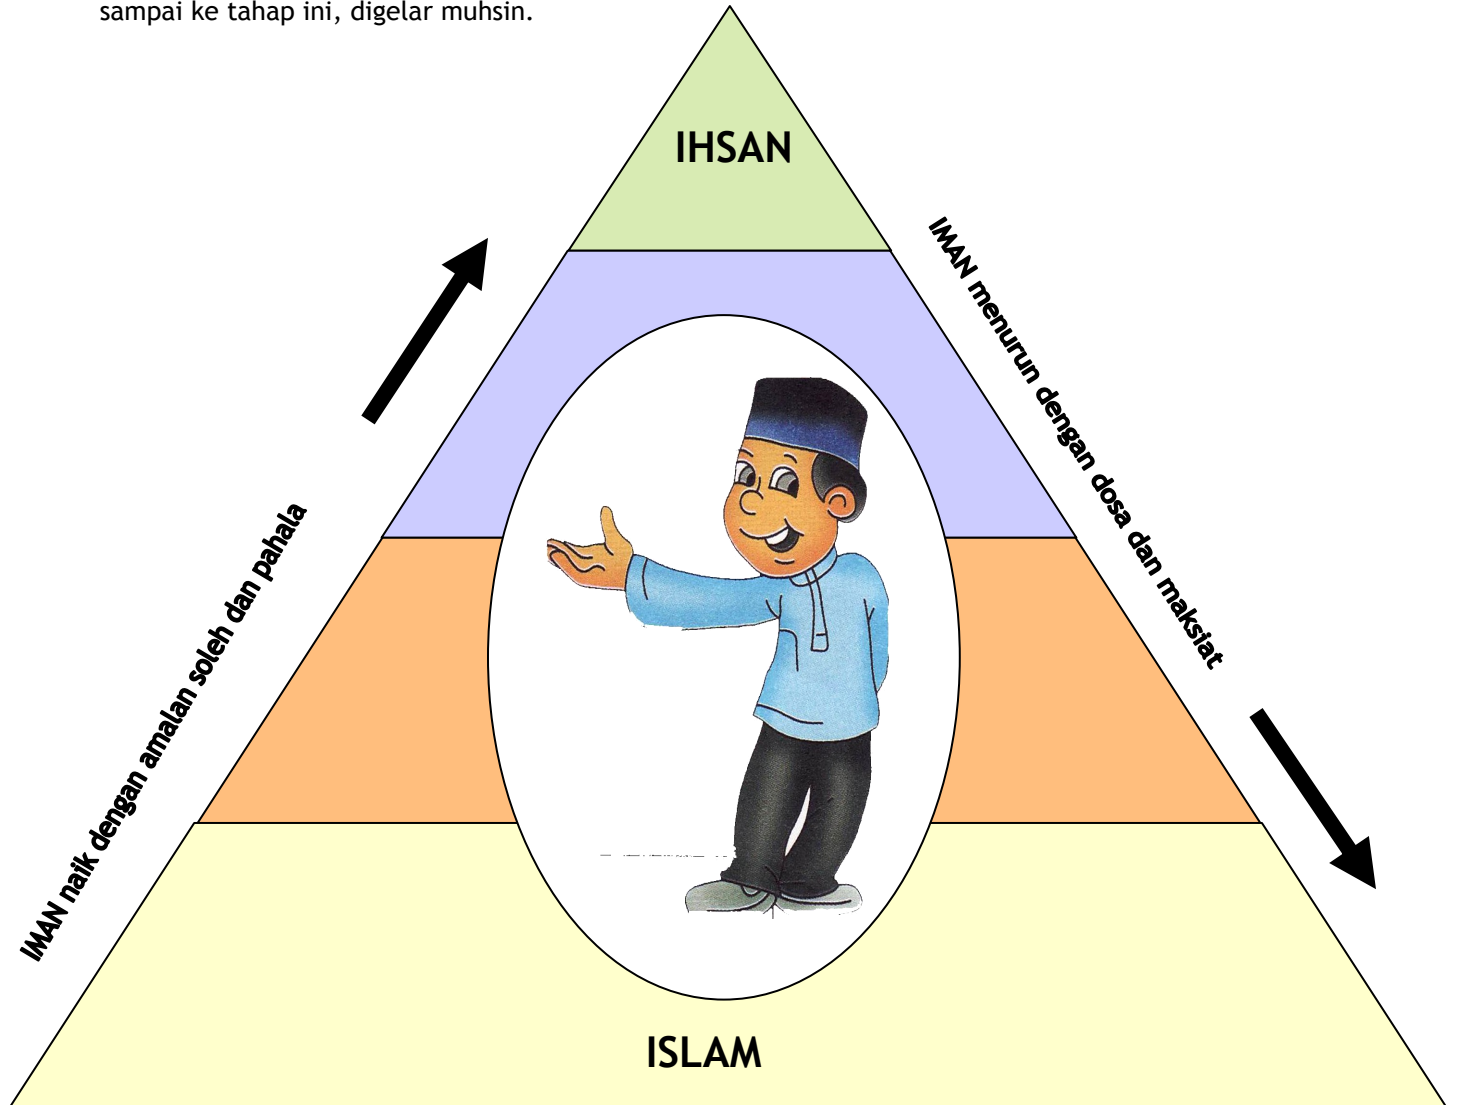 sampai ke tahap ini, digelar muhsin.
IHSAN
IMAN naik dengan amalan soleh dan pahala
IMAN menurun dengan dosa dan maksiat
ISLAM